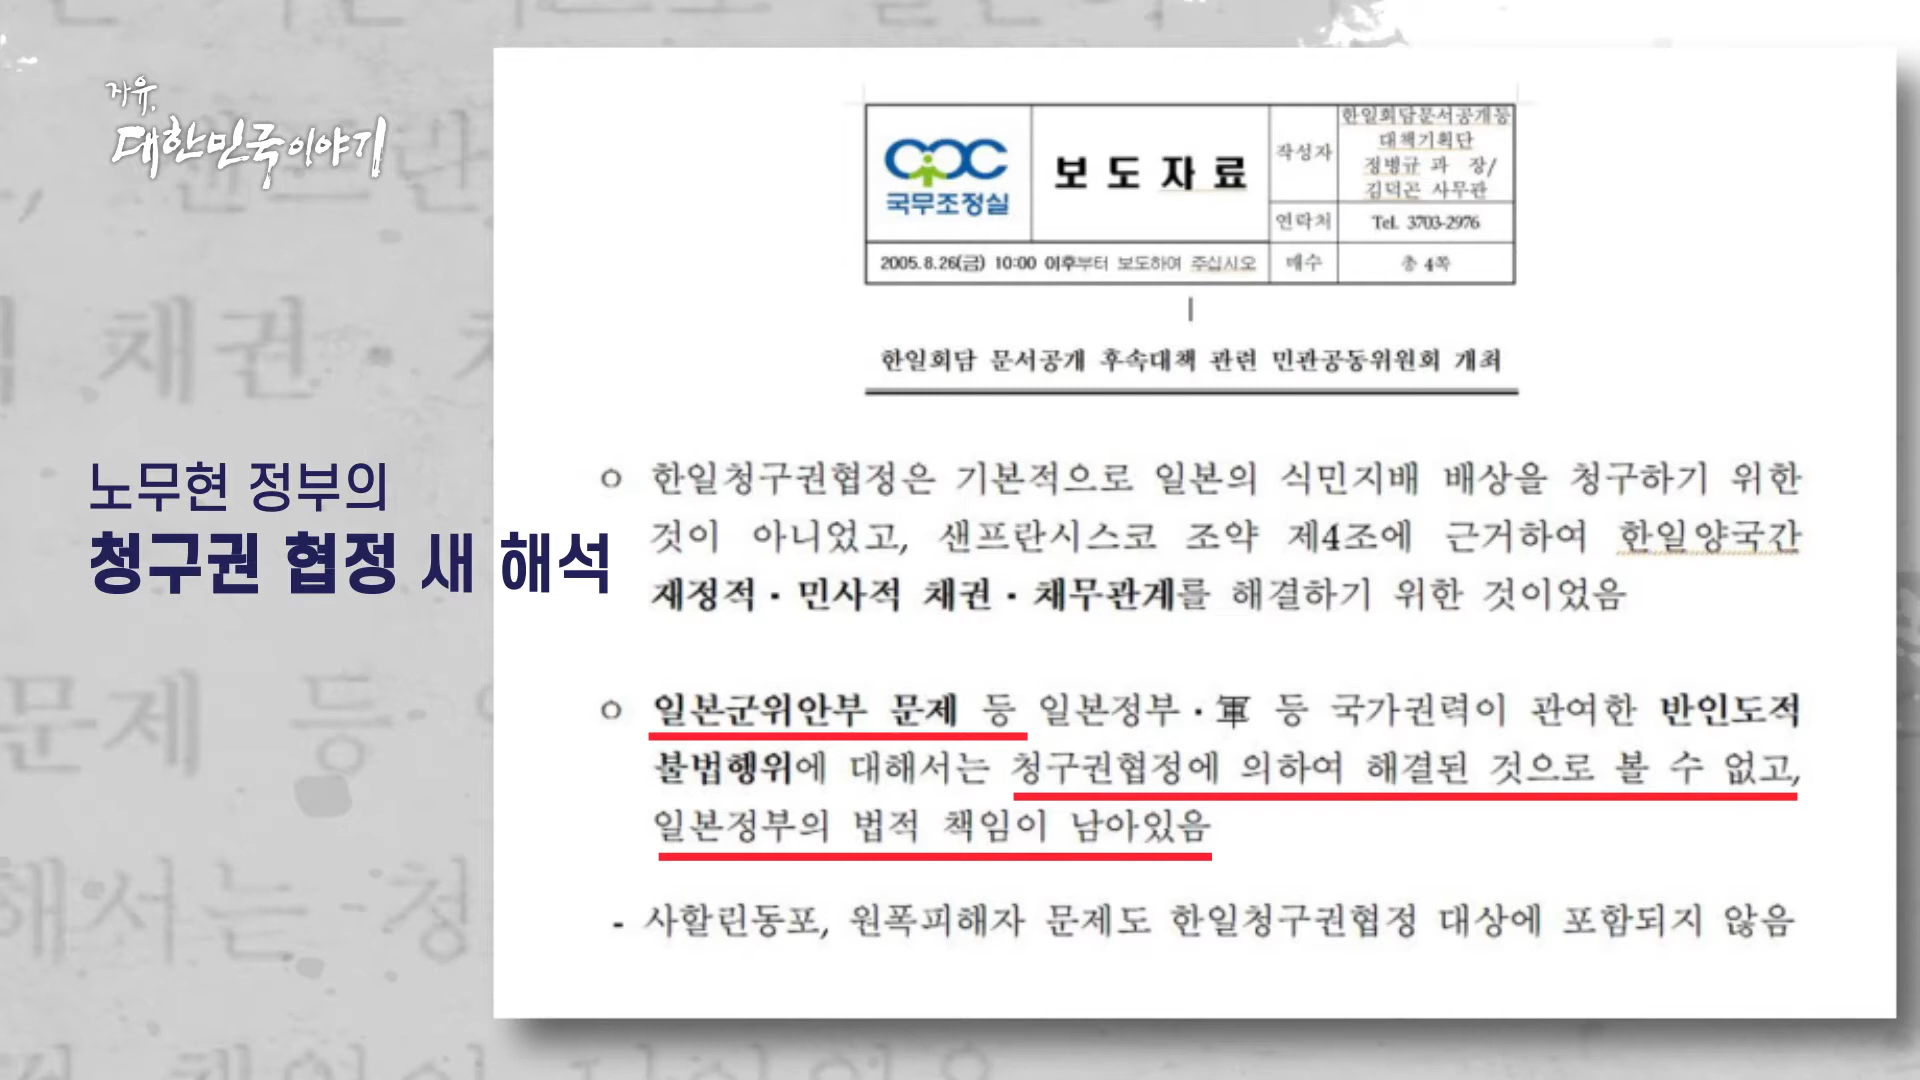 자유,
대한민국이야기
노무현 정부의
청구권 협정 새 해석
국무조정실
보 도 자 료
작성자
한일회담문서공개등
대책기획단
정병규 과 장/
김덕곤 사무관
연락처
Tel. 3703-2976
2005.8.26(금) 10:00 이후부터 보도하여 주십시오
매수
총 4쪽
한일회담 문서공개 후속대책 관련 민관공동위원회 개최
ㅇ 한일청구권협정은 기본적으로 일본의 식민지배 배상을 청구하기 위한
것이 아니었고, 샌프란시스코 조약 제4조에 근거하여 한일양국간
재정적·민사적 채권·채무관계를 해결하기 위한 것이었음
ㅇ 일본군위안부 문제 등 일본정부·軍 등 국가권력이 관여한 반인도적
불법행위에 대해서는 청구권협정에 의하여 해결된 것으로 볼 수 없고,
일본정부의 법적 책임이 남아있음
- 사할린동포, 원폭피해자 문제도 한일청구권협정 대상에 포함되지 않음